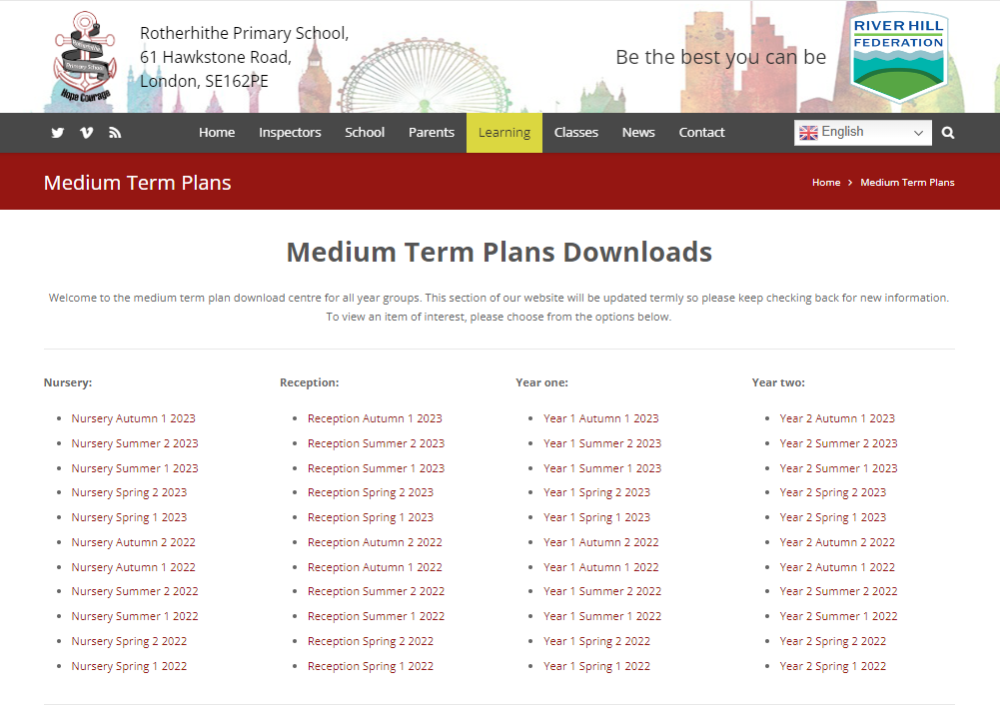 Rotherhithe Primary School,
61 Hawkstone Road,
London, SE162PE
Rotherhithe
Primary School
Hope Courage
Be the best you can be
RIVER HILL
FEDERATION
Home Inspectors School Parents Learning Classes News Contact English
Medium Term Plans
Home > Medium Term Plans
Medium Term Plans Downloads
Welcome to the medium term plan download centre for all year groups. This section of our website will be updated termly so please keep checking back for new information.
To view an item of interest, please choose from the options below.
Nursery:
Nursery Autumn 1 2023
Nursery Summer 2 2023
Nursery Summer 1 2023
Nursery Spring 2 2023
Nursery Spring 1 2023
Nursery Autumn 2 2022
Nursery Autumn 1 2022
Nursery Summer 2 2022
Nursery Summer 1 2022
Nursery Spring 2 2022
Nursery Spring 1 2022
Reception:
Reception Autumn 1 2023
Reception Summer 2 2023
Reception Summer 1 2023
Reception Spring 2 2023
Reception Spring 1 2023
Reception Autumn 2 2022
Reception Autumn 1 2022
Reception Summer 2 2022
Reception Summer 1 2022
Reception Spring 2 2022
Reception Spring 1 2022
Year one:
Year 1 Autumn 1 2023
Year 1 Summer 2 2023
Year 1 Summer 1 2023
Year 1 Spring 2 2023
Year 1 Spring 1 2023
Year 1 Autumn 2 2022
Year 1 Autumn 1 2022
Year 1 Summer 2 2022
Year 1 Summer 1 2022
Year 1 Spring 2 2022
Year 1 Spring 1 2022
Year two:
Year 2 Autumn 1 2023
Year 2 Summer 2 2023
Year 2 Summer 1 2023
Year 2 Spring 2 2023
Year 2 Spring 1 2023
Year 2 Autumn 2 2022
Year 2 Autumn 1 2022
Year 2 Summer 2 2022
Year 2 Summer 1 2022
Year 2 Spring 2 2022
Year 2 Spring 1 2022